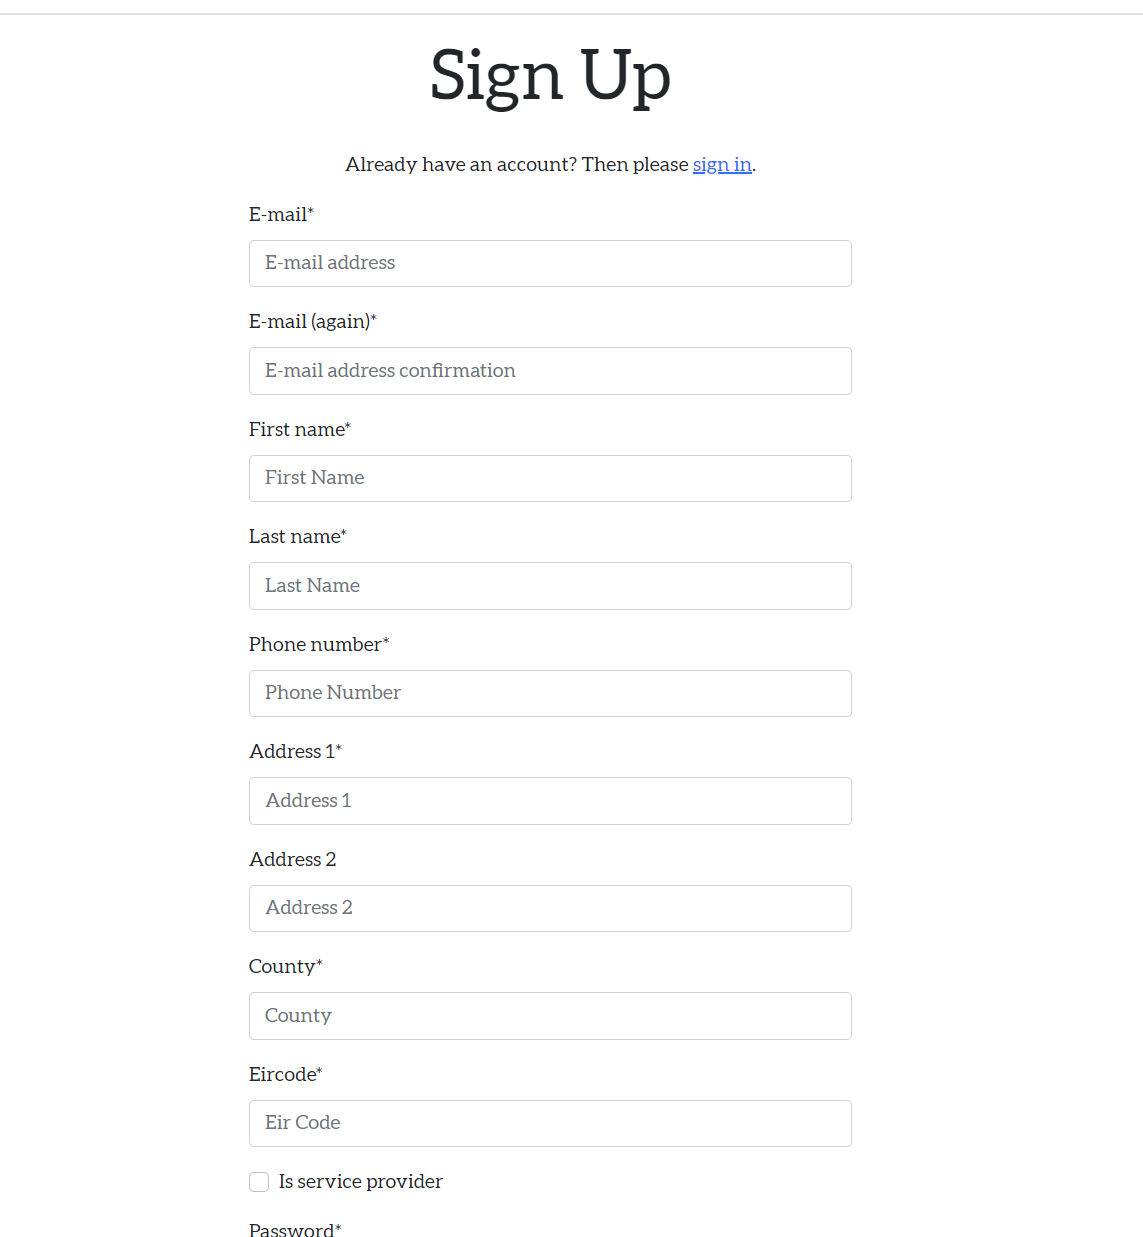 Sign Up
Already have an account? Then please sign in.
E-mail*
E-mail address
E-mail (again)*
E-mail address confirmation
First name*
First Name
Last name*
Last Name
Phone number*
Phone Number
Address 1*
Address 1
Address 2
Address 2
County*
County
Eircode*
Eir Code
Is service provider
Password*